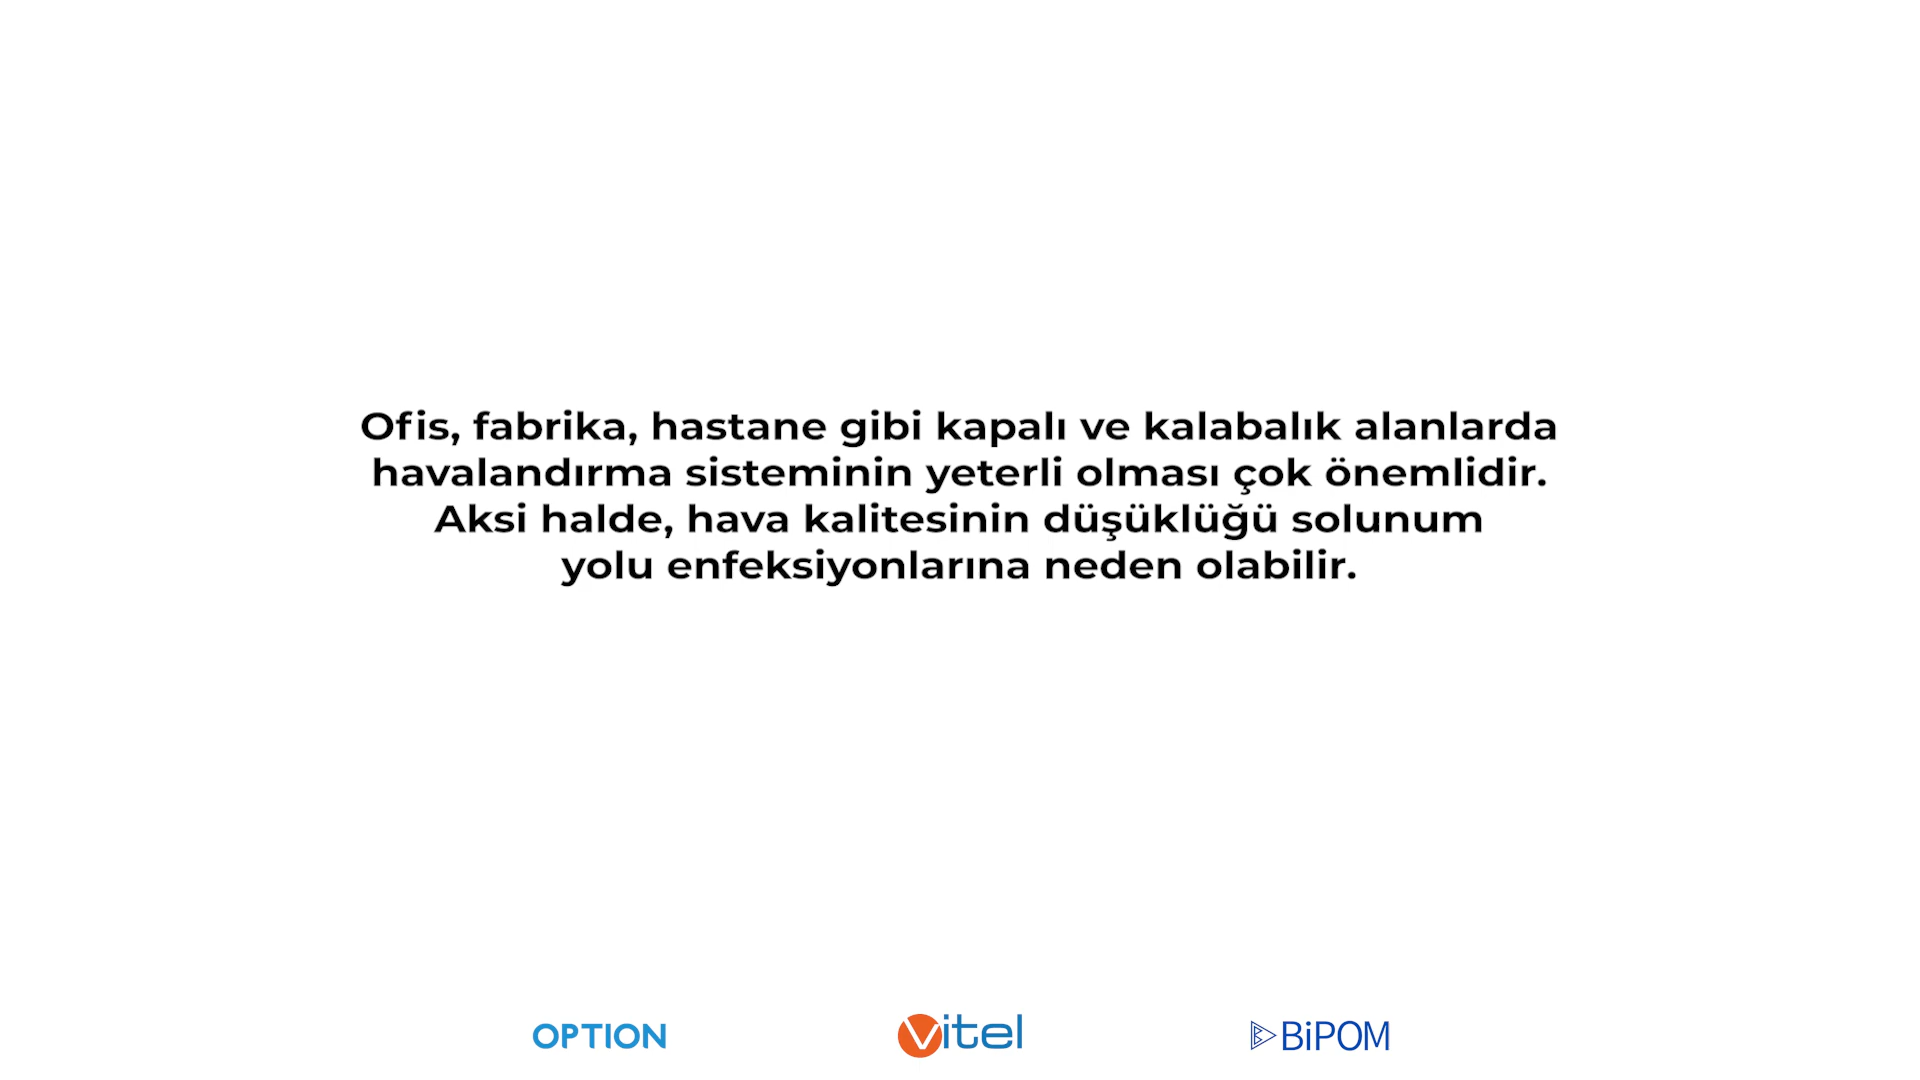 Ofis, fabrika, hastane gibi kapalı ve kalabalık alanlarda
havalandırma sisteminin yeterli olması çok önemlidir.
Aksi halde, hava kalitesinin düşüklüğü solunum
yolu enfeksiyonlarına neden olabilir.
OPTION vitel BiPOM